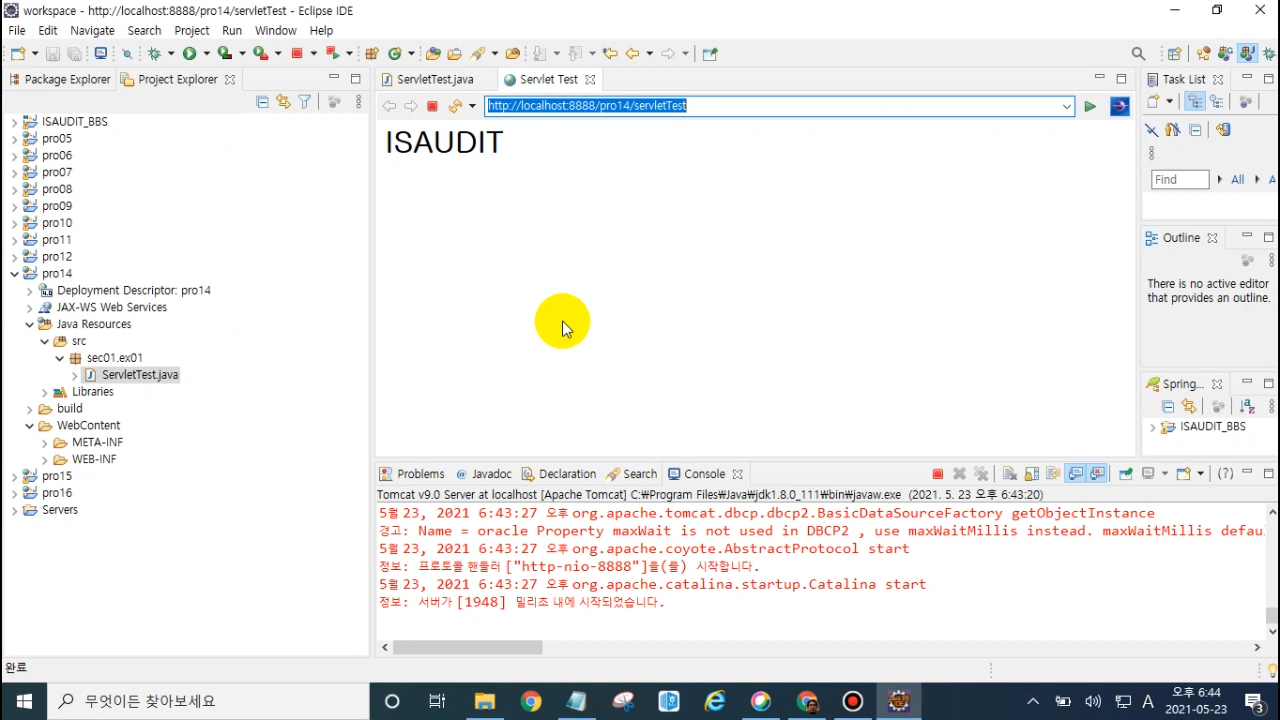 workspace - http://localhost:8888/pro14/servletTest - Eclipse IDE
File Edit Navigate Search Project Run Window Help
Package Explorer Project Explorer
ServletTest.java Servlet Test
Task List
http://localhost:8888/pro14/servletTest
ISAUDIT
ISAUDIT_BBS
pro05
pro06
pro07
pro08
pro09
pro10
pro11
pro12
pro14
Deployment Descriptor: pro14
JAX-WS Web Services
Java Resources
src
sec01.ex01
ServletTest.java
Libraries
build
WebContent
META-INF
WEB-INF
pro15
pro16
Servers
Find All A
Outline
There is no active editor
that provides an outline.
Spring...
ISAUDIT_BBS
Problems @ Javadoc Declaration Search Console
Tomcat v9.0 Server at localhost [Apache Tomcat] C:₩Program Files₩Java₩jdk1.8.0_111₩bin₩javaw.exe (2021. 5. 23 오후 6:43:20)
5월 23, 2021 6:43:27 오후 org.apache.tomcat.dbcp.dbcp2.BasicDataSourceFactory getObjectInstance
경고: Name = oracle Property maxWait is not used in DBCP2 , use maxWaitMillis instead. maxWaitMillis defau
5월 23, 2021 6:43:27 오후 org.apache.coyote.AbstractProtocol start
정보: 프로토콜 핸들러 ["http-nio-8888"]을(를) 시작합니다.
5월 23, 2021 6:43:27 오후 org.apache.catalina.startup.Catalina start
정보: 서버가 [1948] 밀리초 내에 시작되었습니다.
완료
무엇이든 찾아보세요
A
오후 6:44
2021-05-23
3